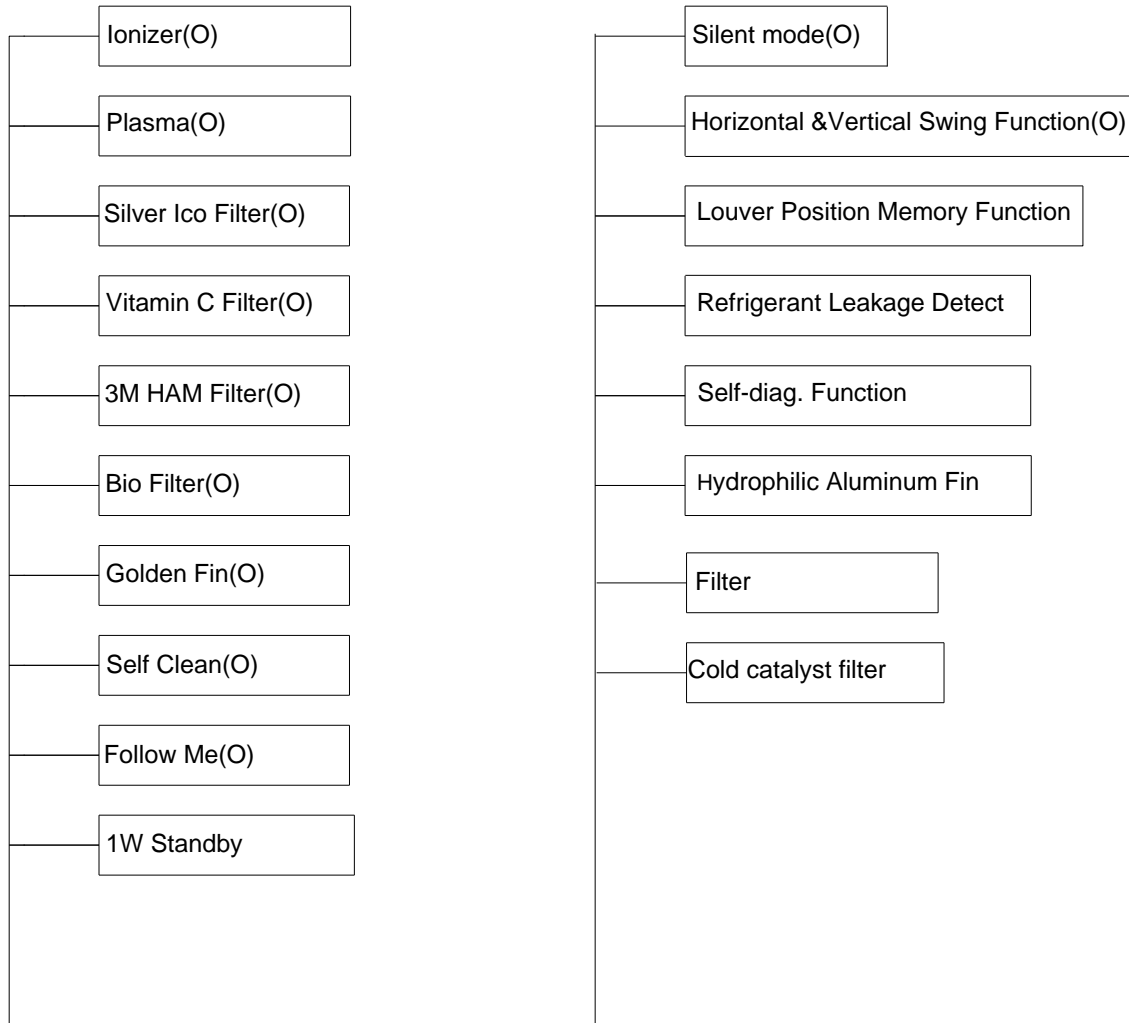 Ionizer(O)
Plasma(O)
Silver Ico Filter(O)
Vitamin C Filter(O)
3M HAM Filter(O)
Bio Filter(O)
Golden Fin(O)
Self Clean(O)
Follow Me(O)
1W Standby
Silent mode(O)
Horizontal &Vertical Swing Function(O)
Louver Position Memory Function
Refrigerant Leakage Detect
Self-diag. Function
Hydrophilic Aluminum Fin
Filter
Cold catalyst filter